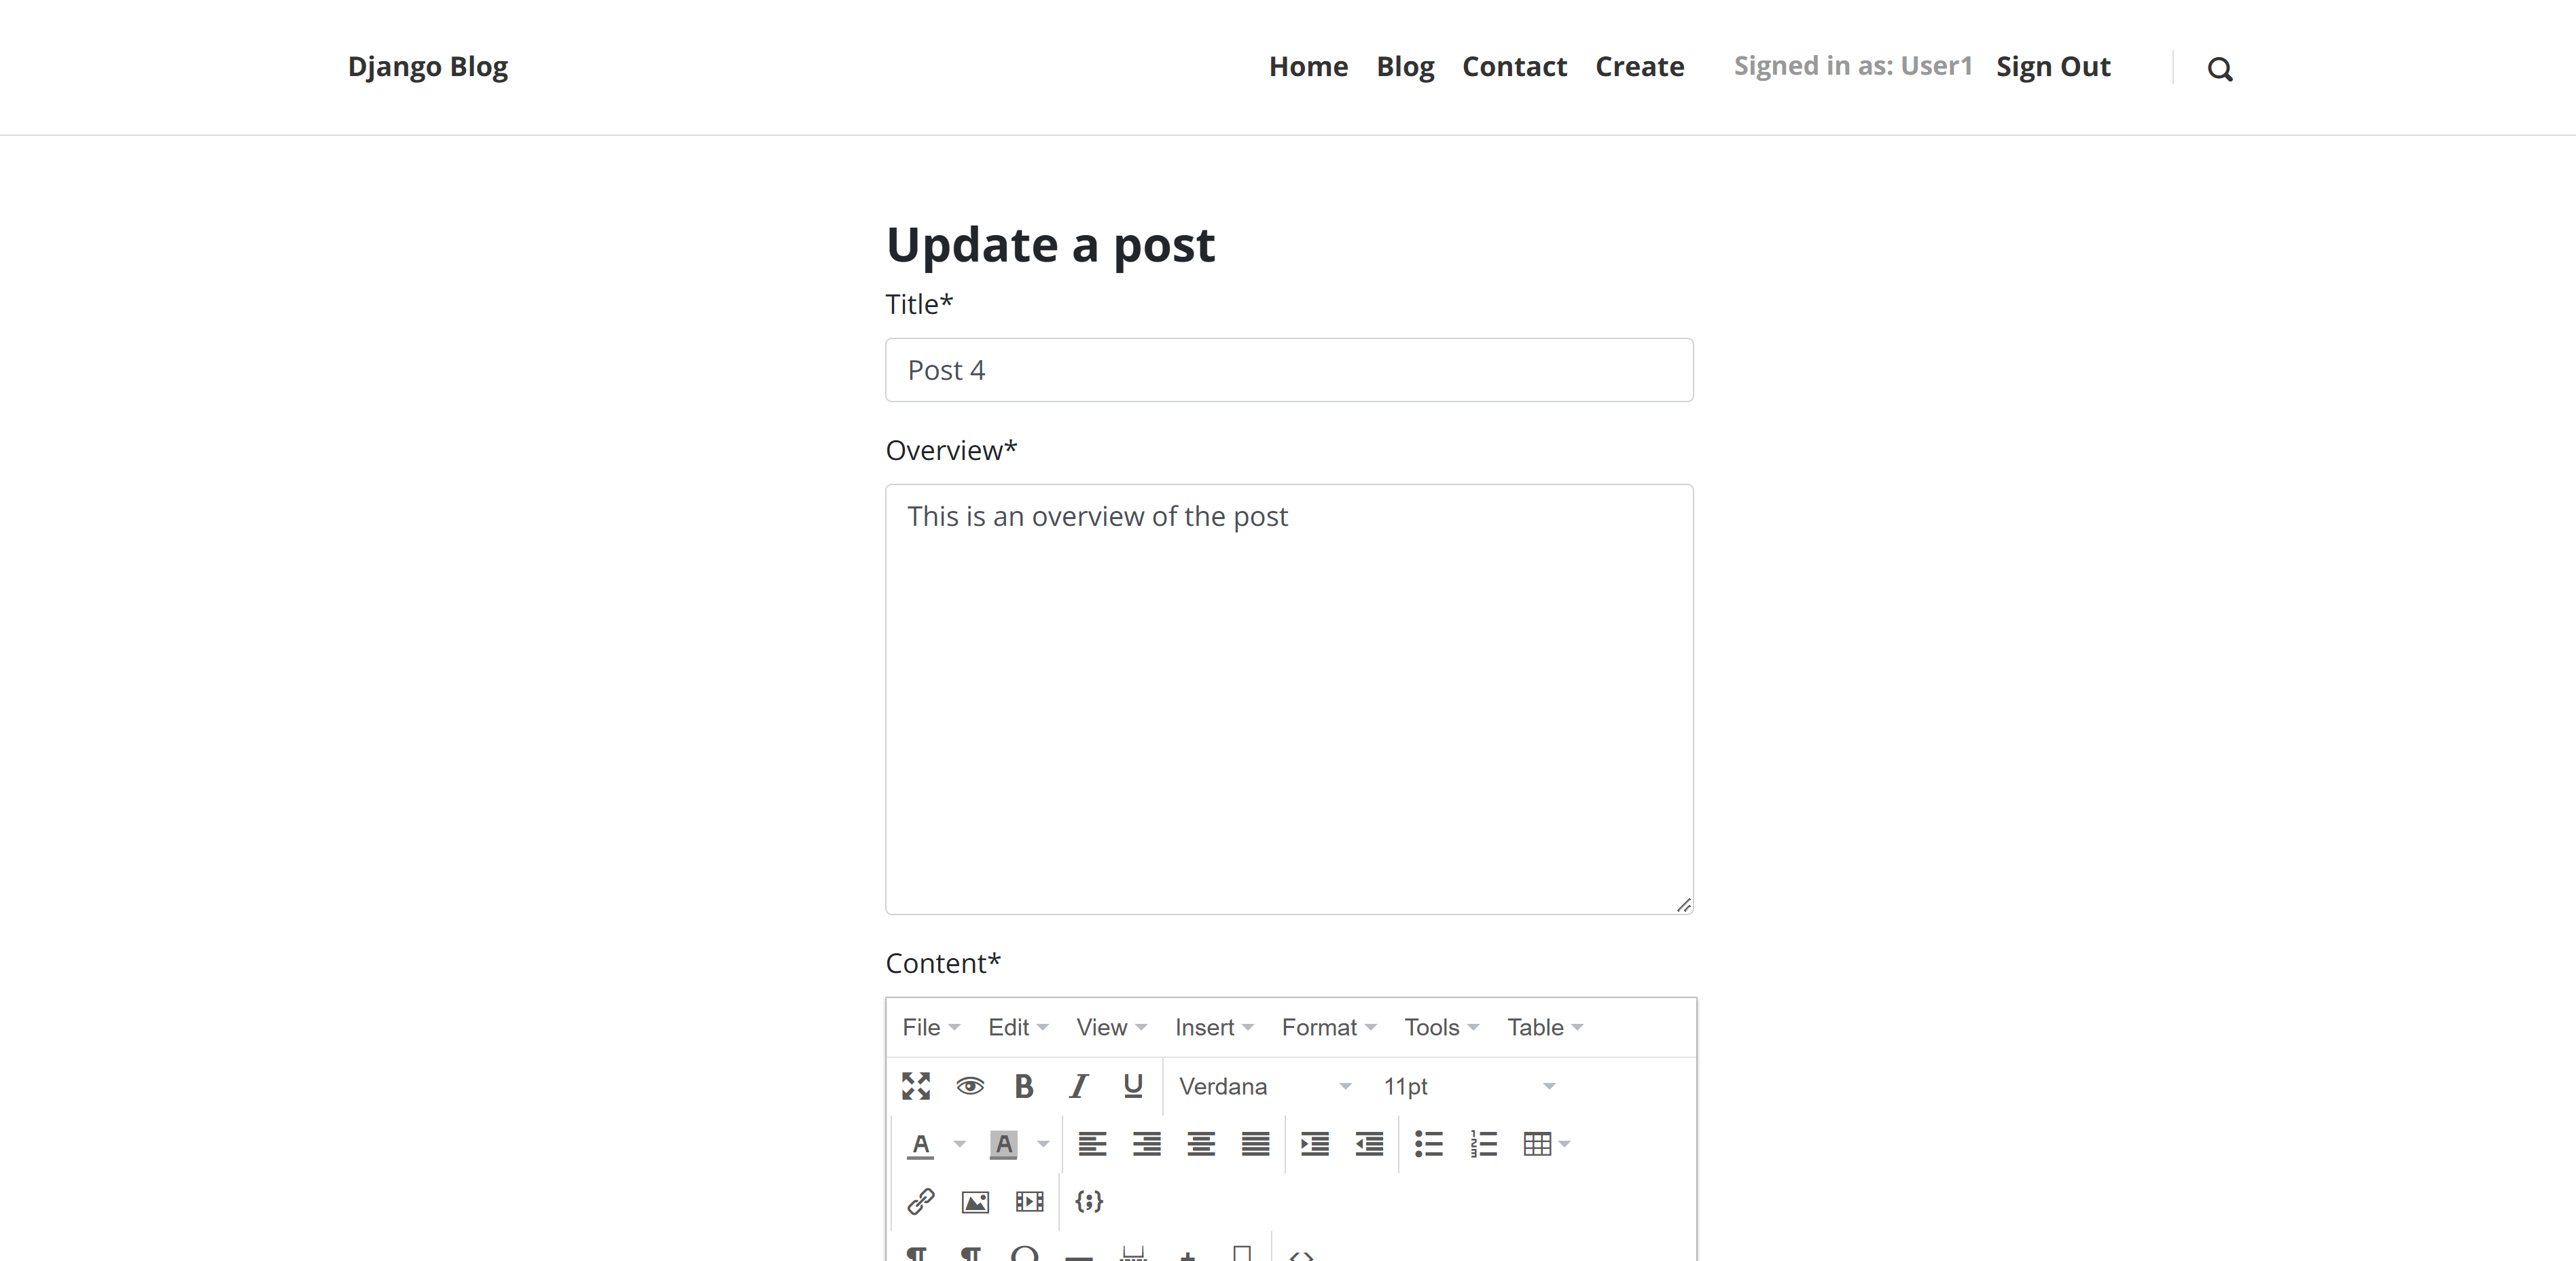 Django Blog Home Blog Contact Create Signed in as: User1 Sign Out
Update a post
Title*
Post 4
Overview*
This is an overview of the post
Content*
File Edit View Insert Format Tools Table
B I U Verdana 11pt
A A
{;}